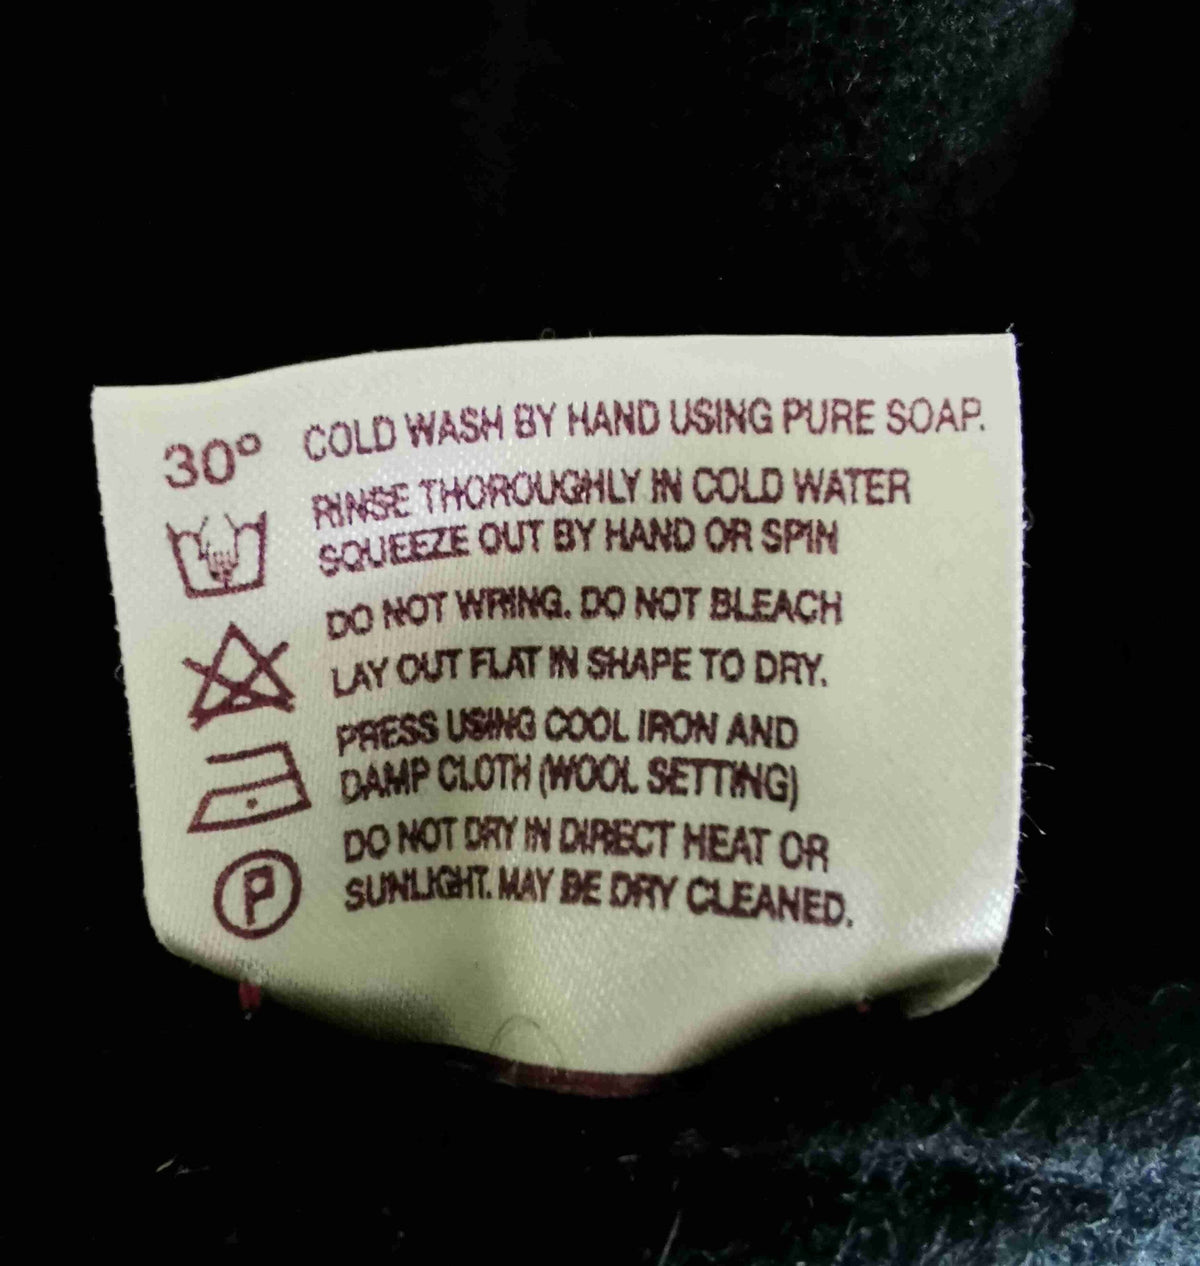 30° COLD WASH BY HAND USING PURE SOAP.
RINSE THOROUGHLY IN COLD WATER
SQUEEZE OUT BY HAND OR SPIN
DO NOT WRING. DO NOT BLEACH
LAY OUT FLAT IN SHAPE TO DRY.
PRESS USING COOL IRON AND
DAMP CLOTH (WOOL SETTING)
DO NOT DRY IN DIRECT HEAT OR
P SUNLIGHT. MAY BE DRY CLEANED.